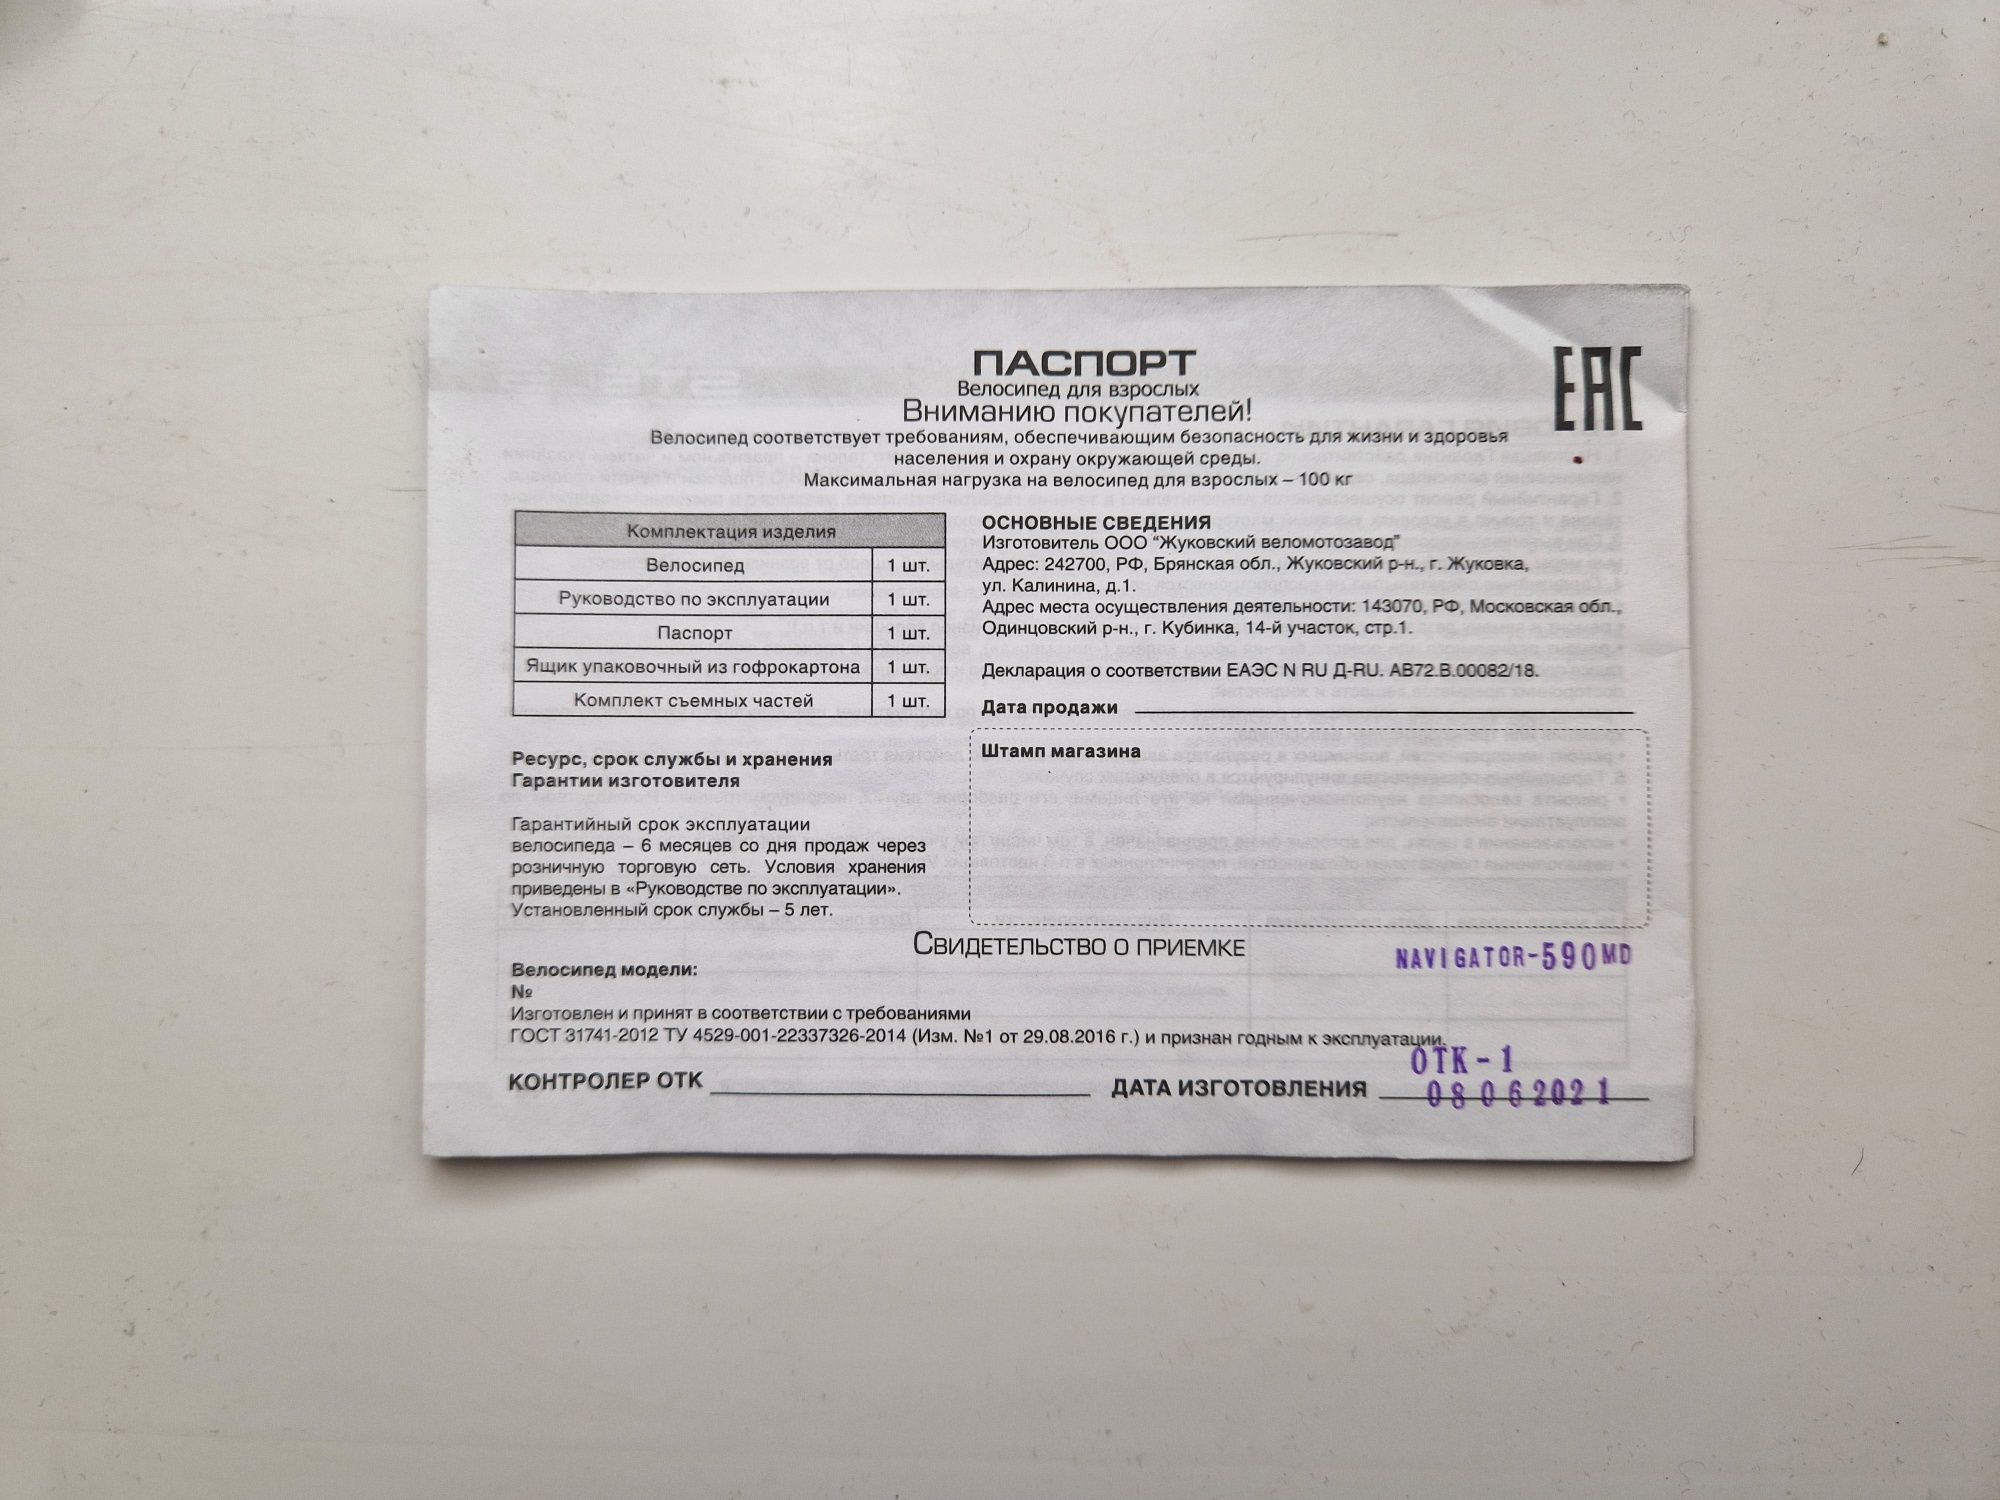 ПАСПОРТ
EAC
Велосипед для взрослых
Вниманию покупателей!
Велосипед соответствует требованиям, обеспечивающим безопасность для жизни и здоровья
населения и охрану окружающей среды.
Максимальная нагрузка на велосипед для взрослых – 100 кг
Комплектация изделия
Велосипед 1 шт.
Руководство по эксплуатации 1 шт.
Паспорт 1 шт.
Ящик упаковочный из гофрокартона 1 шт.
Комплект съемных частей 1 шт.
Ресурс, срок службы и хранения
Гарантии изготовителя
Гарантийный срок эксплуатации
велосипеда – 6 месяцев со дня продаж через
розничную торговую сеть. Условия хранения
приведены в «Руководстве по эксплуатации».
Установленный срок службы – 5 лет.
ОСНОВНЫЕ СВЕДЕНИЯ
Изготовитель ООО “Жуковский веломотозавод”
Адрес: 242700, РФ, Брянская обл., Жуковский р-н., г. Жуковка,
ул. Калинина, д.1.
Адрес места осуществления деятельности: 143070, РФ, Московская обл.,
Одинцовский р-н., г. Кубинка, 14-й участок, стр.1.
Декларация о соответствии ЕАЭС N RU Д-RU. АВ72.В.00082/18.
Дата продажи
Штамп магазина
Свидетельство о приемке
NAVIGATOR-590MD
Велосипед модели:
№
Изготовлен и принят в соответствии с требованиями
ГОСТ 31741-2012 ТУ 4529-001-22337326-2014 (Изм. №1 от 29.08.2016 г.) и признан годным к эксплуатации.
ОТК-1
КОНТРОЛЕР ОТК ДАТА ИЗГОТОВЛЕНИЯ 08 06 2021